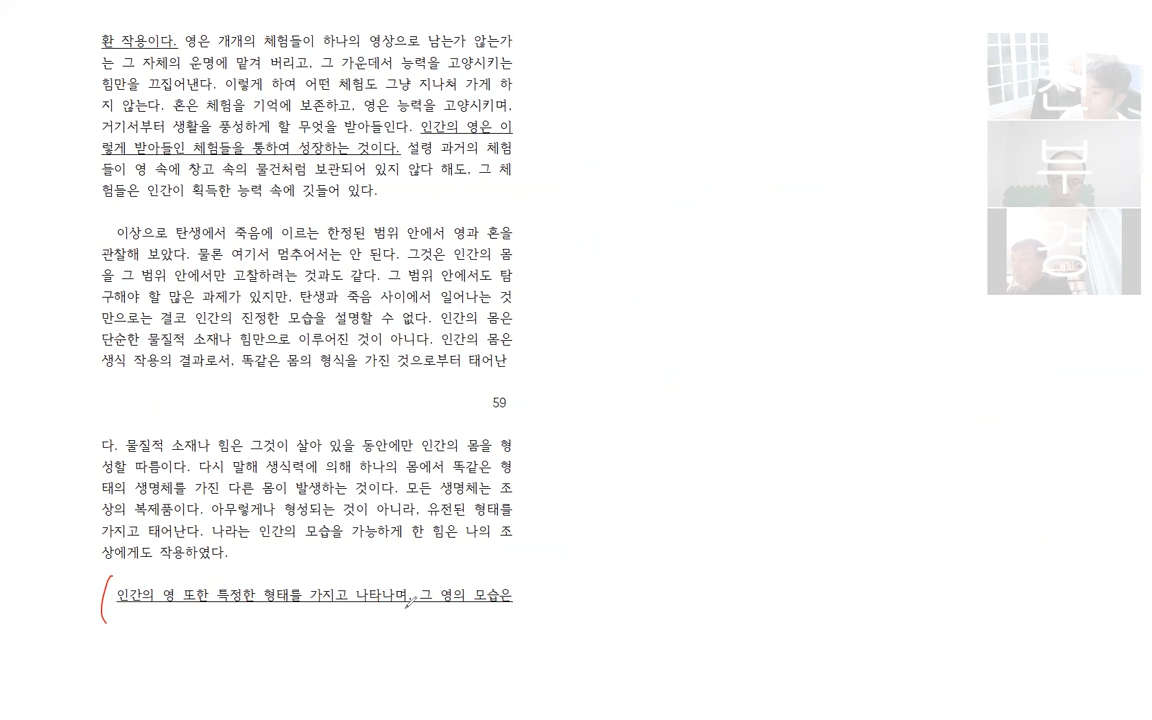 환 작용이다. 영은 개개의 체험들이 하나의 영상으로 남는가 않는가
는 그 자체의 운명에 맡겨 버리고, 그 가운데서 능력을 고양시키는
힘만을 끄집어낸다. 이렇게 하여 어떤 체험도 그냥 지나쳐 가게 하
지 않는다. 혼은 체험을 기억에 보존하고, 영은 능력을 고양시키며,
거기서부터 생활을 풍성하게 할 무엇을 받아들인다. 인간의 영은 이
렇게 받아들인 체험들을 통하여 성장하는 것이다. 설령 과거의 체험
들이 영 속에 창고 속의 물건처럼 보관되어 있지 않다 해도, 그 체
험들은 인간이 획득한 능력 속에 깃들어 있다.
이상으로 탄생에서 죽음에 이르는 한정된 범위 안에서 영과 혼을
관찰해 보았다. 물론 여기서 멈추어서는 안 된다. 그것은 인간의 몸
을 그 범위 안에서만 고찰하려는 것과도 같다. 그 범위 안에서도 탐
구해야 할 많은 과제가 있지만, 탄생과 죽음 사이에서 일어나는 것
만으로는 결코 인간의 진정한 모습을 설명할 수 없다. 인간의 몸은
단순한 물질적 소재나 힘만으로 이루어진 것이 아니다. 인간의 몸은
생식 작용의 결과로서, 똑같은 몸의 형식을 가진 것으로부터 태어난
59
다. 물질적 소재나 힘은 그것이 살아 있을 동안에만 인간의 몸을 형
성할 따름이다. 다시 말해 생식력에 의해 하나의 몸에서 똑같은 형
태의 생명체를 가진 다른 몸이 발생하는 것이다. 모든 생명체는 조
상의 복제품이다. 아무렇게나 형성되는 것이 아니라, 유전된 형태를
가지고 태어난다. 나라는 인간의 모습을 가능하게 한 힘은 나의 조
상에게도 작용하였다.
인간의 영 또한 특정한 형태를 가지고 나타나며, 그 영의 모습은
천
부
경